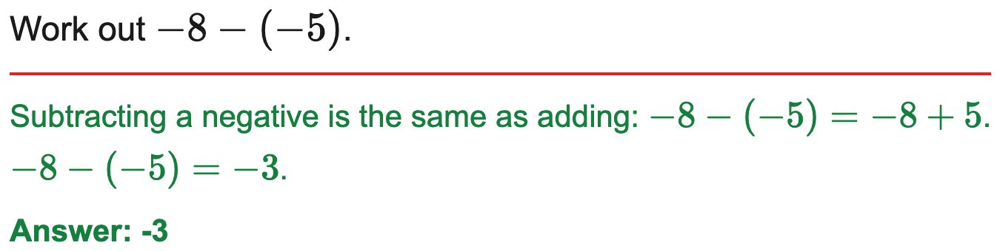 Work out −8 − (−5).
Subtracting a negative is the same as adding: −8 − (−5) = −8 + 5.
−8 − (−5) = −3.
Answer: -3